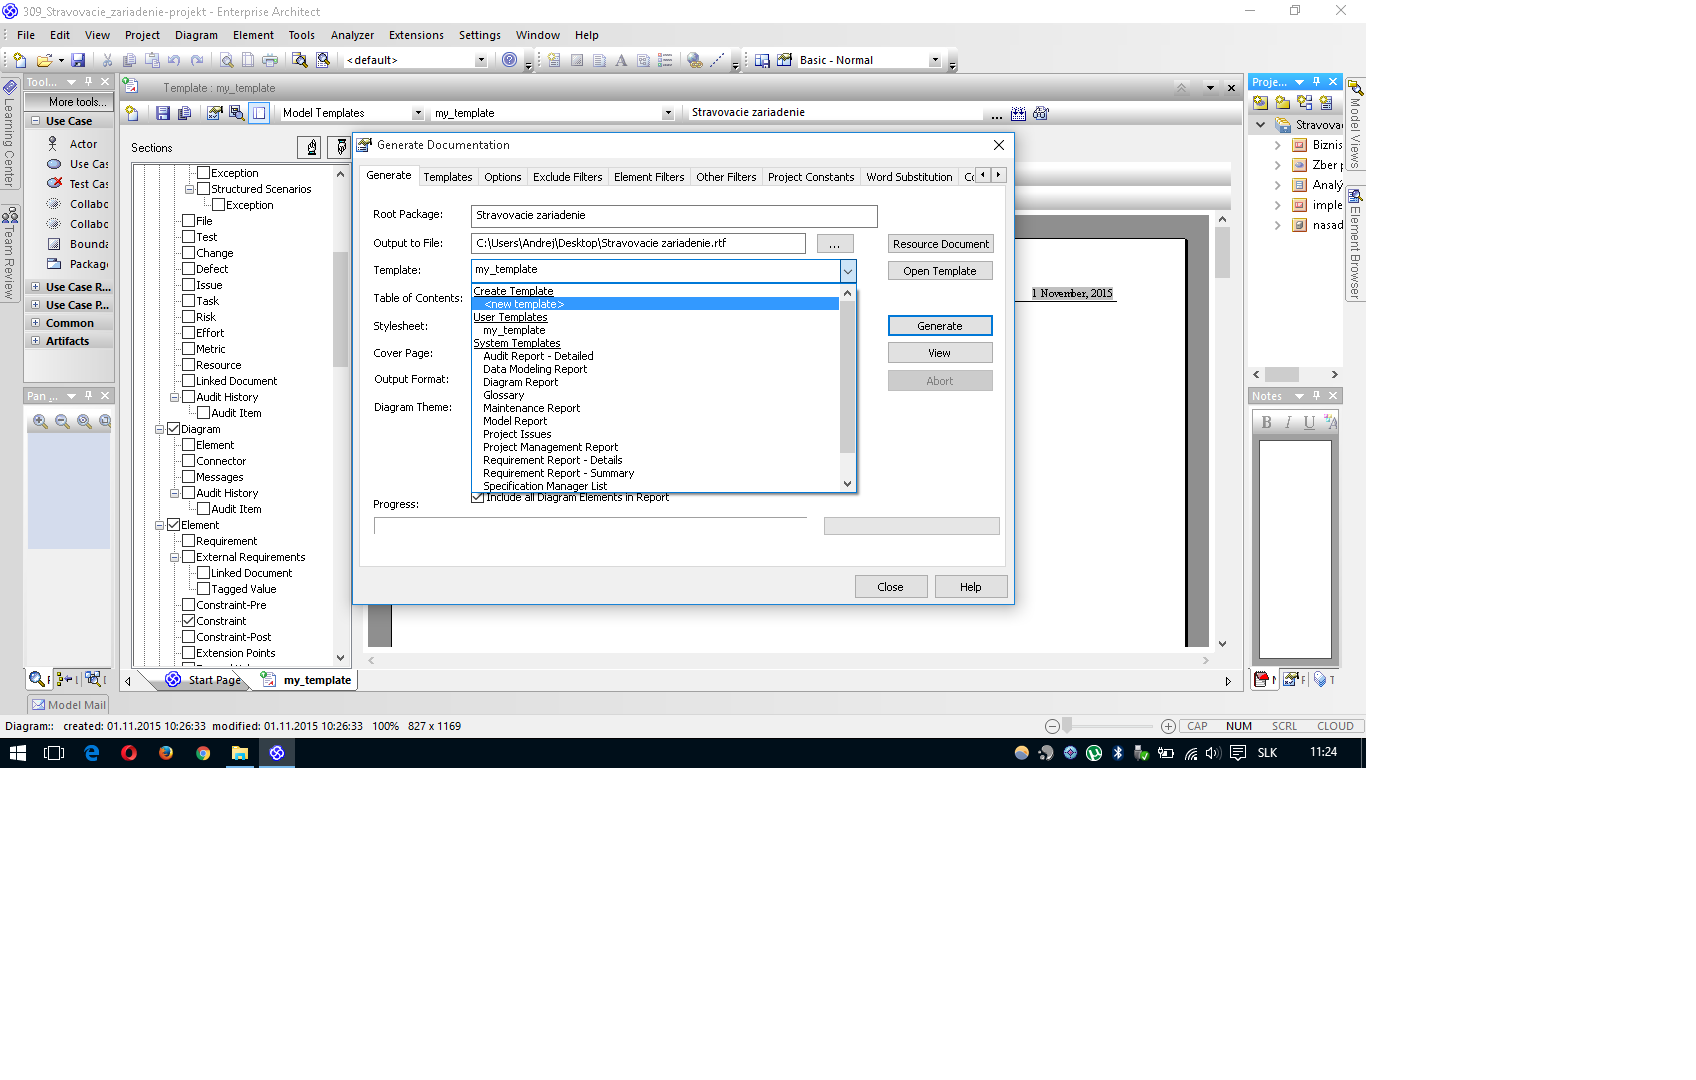 309_Stravovacie_zariadenie-projekt - Enterprise Architect
File Edit View Project Diagram Element Tools Analyzer Extensions Settings Window Help
<default> Basic - Normal
Tool...
More tools...
Use Case
Actor
Use Cas
Test Cas
Collabo
Collabo
Bounda
Package
Use Case R...
Use Case P...
Common
Artifacts
Learning Center
Team Review
Pan ...
Model Mail
Template : my_template
Model Templates my_template Stravovacie zariadenie ...
Sections
Exception
Structured Scenarios
Exception
File
Test
Change
Defect
Issue
Task
Risk
Effort
Metric
Resource
Linked Document
Audit History
Audit Item
Diagram
Element
Connector
Messages
Audit History
Audit Item
Element
Requirement
External Requirements
Linked Document
Tagged Value
Constraint-Pre
Constraint
Constraint-Post
Extension Points
Generate Documentation
Generate Templates Options Exclude Filters Element Filters Other Filters Project Constants Word Substitution Co
Root Package: Stravovacie zariadenie
Output to File: C:\Users\Andrej\Desktop\Stravovacie zariadenie.rtf ... Resource Document
Template: my_template Open Template
Table of Contents:
Stylesheet:
Cover Page:
Output Format:
Diagram Theme:
Create Template
<new template>
User Templates
my_template
System Templates
Audit Report - Detailed
Data Modeling Report
Diagram Report
Glossary
Maintenance Report
Model Report
Project Issues
Project Management Report
Requirement Report - Details
Requirement Report - Summary
Specification Manager List
Generate
View
Abort
Include all Diagram Elements in Report
Progress:
Close Help
1 November, 2015
Start Page my_template
Proje...
Stravova
Biznis
Zber p
Analý
imple
nasad
Model Views
Element Browser
Notes
B I U A
Diagram:: created: 01.11.2015 10:26:33 modified: 01.11.2015 10:26:33 100% 827 x 1169
CAP NUM SCRL CLOUD
SLK 11:24